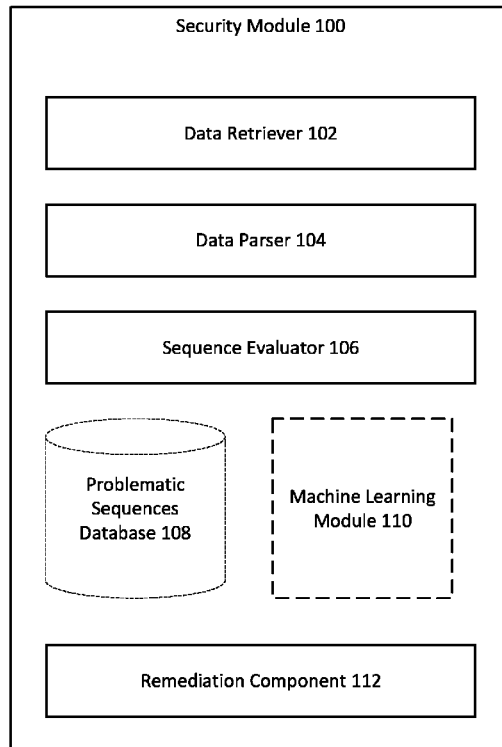 Security Module 100
Data Retriever 102
Data Parser 104
Sequence Evaluator 106
Problematic
Sequences
Database 108
Machine Learning
Module 110
Remediation Component 112